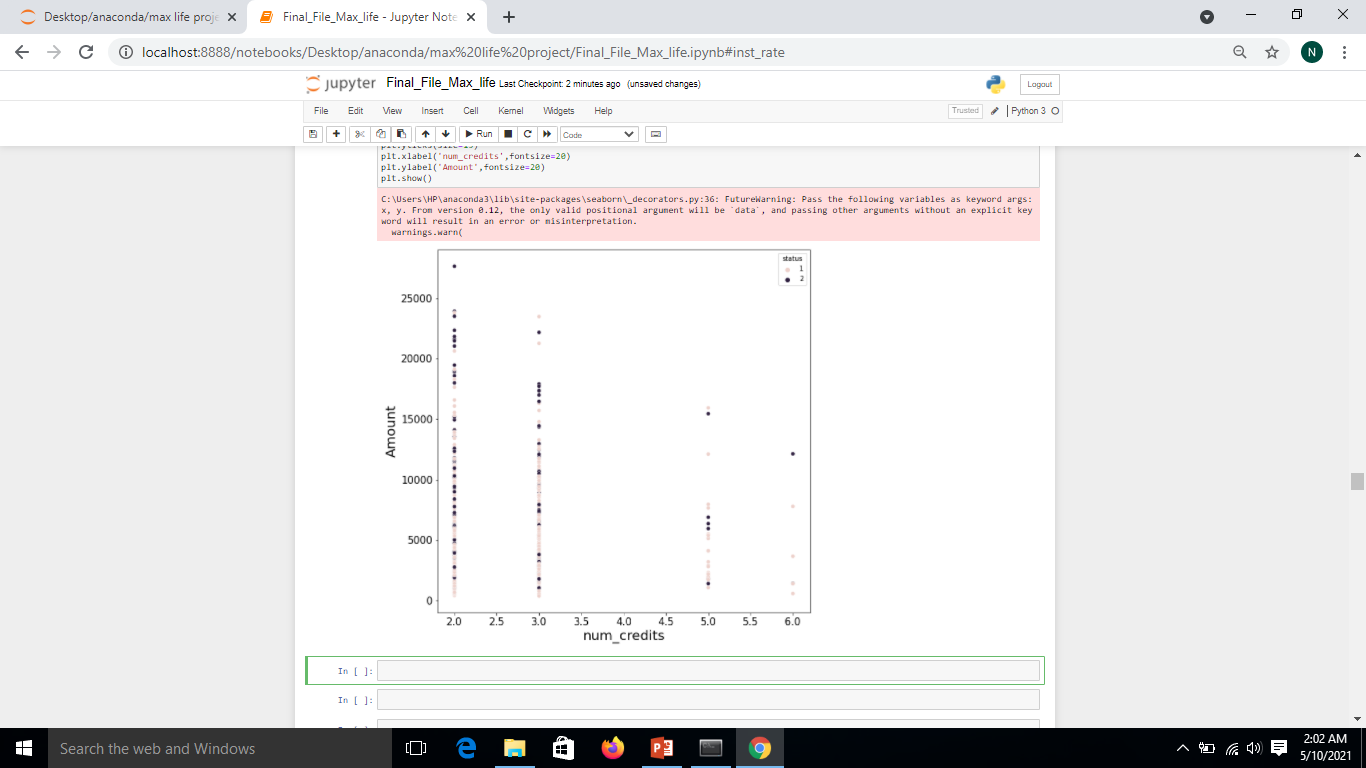 Desktop/anaconda/max life proje
Final_File_Max_life - Jupyter Note
localhost:8888/notebooks/Desktop/anaconda/max%20life%20project/Final_File_Max_life.ipynb#inst_rate
N
jupyter Final_File_Max_life Last Checkpoint: 2 minutes ago (unsaved changes)
Logout
File Edit View Insert Cell Kernel Widgets Help
Trusted
Python 3
Run
Code
plt.xlabel('num_credits',fontsize=20)
plt.ylabel('Amount',fontsize=20)
plt.show()
C:\Users\HP\anaconda3\lib\site-packages\seaborn\_decorators.py:36: FutureWarning: Pass the following variables as keyword args:
x, y. From version 0.12, the only valid positional argument will be `data`, and passing other arguments without an explicit key
word will result in an error or misinterpretation.
warnings.warn(
status
1
2
25000
20000
15000
10000
5000
0
Amount
2.0 2.5 3.0 3.5 4.0 4.5 5.0 5.5 6.0
num_credits
In [ ]:
In [ ]:
Search the web and Windows
2:02 AM
5/10/2021